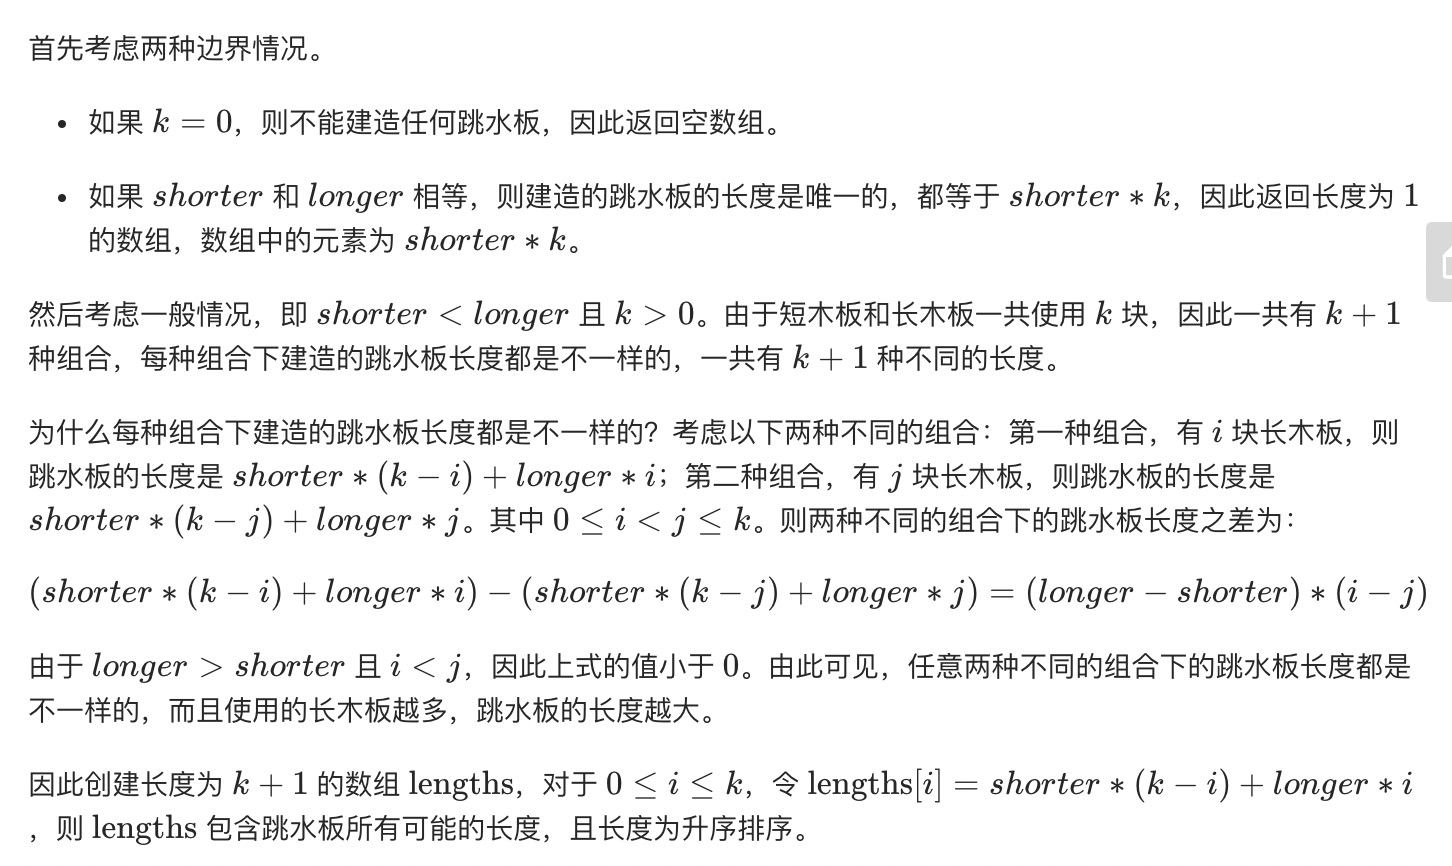 首先考虑两种边界情况。
• 如果 k = 0，则不能建造任何跳水板，因此返回空数组。
• 如果 shorter 和 longer 相等，则建造的跳水板的长度是唯一的，都等于 shorter * k，因此返回长度为 1
的数组，数组中的元素为 shorter * k。
然后考虑一般情况，即 shorter < longer 且 k > 0。由于短木板和长木板一共使用 k 块，因此一共有 k + 1
种组合，每种组合下建造的跳水板长度都是不一样的，一共有 k + 1 种不同的长度。
为什么每种组合下建造的跳水板长度都是不一样的？考虑以下两种不同的组合：第一种组合，有 i 块长木板，则
跳水板的长度是 shorter * (k − i) + longer * i；第二种组合，有 j 块长木板，则跳水板的长度是
shorter * (k − j) + longer * j。其中 0 ≤ i < j ≤ k。则两种不同的组合下的跳水板长度之差为：
(shorter * (k − i) + longer * i) − (shorter * (k − j) + longer * j) = (longer − shorter) * (i − j)
由于 longer > shorter 且 i < j，因此上式的值小于 0。由此可见，任意两种不同的组合下的跳水板长度都是
不一样的，而且使用的长木板越多，跳水板的长度越大。
因此创建长度为 k + 1 的数组 lengths，对于 0 ≤ i ≤ k，令 lengths[i] = shorter * (k − i) + longer * i
，则 lengths 包含跳水板所有可能的长度，且长度为升序排序。